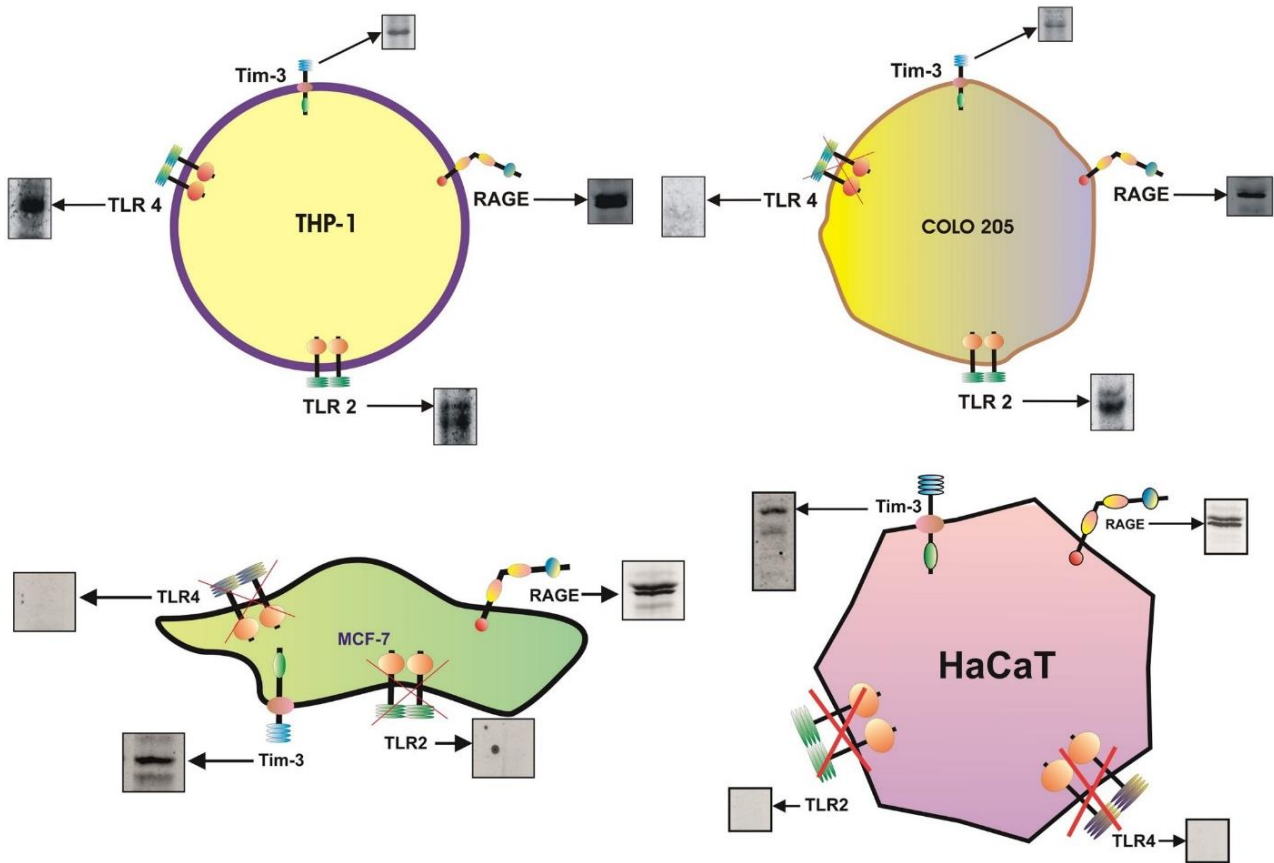 Tim-3
TLR 4
THP-1
RAGE
TLR 2
Tim-3
TLR 4
COLO 205
RAGE
TLR 2
TLR4
MCF-7
RAGE
Tim-3
TLR2
Tim-3
RAGE
HaCaT
TLR2
TLR4